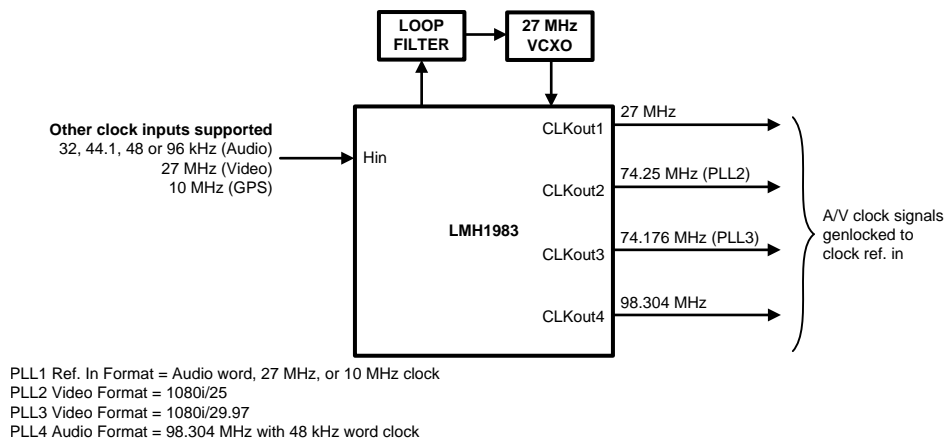 LOOP
FILTER
27 MHz
VCXO
Other clock inputs supported
32, 44.1, 48 or 96 kHz (Audio)
27 MHz (Video)
10 MHz (GPS)
Hin
LMH1983
CLKout1
27 MHz
CLKout2
74.25 MHz (PLL2)
CLKout3
74.176 MHz (PLL3)
CLKout4
98.304 MHz
A/V clock signals
genlocked to
clock ref. in
PLL1 Ref. In Format = Audio word, 27 MHz, or 10 MHz clock
PLL2 Video Format = 1080i/25
PLL3 Video Format = 1080i/29.97
PLL4 Audio Format = 98.304 MHz with 48 kHz word clock